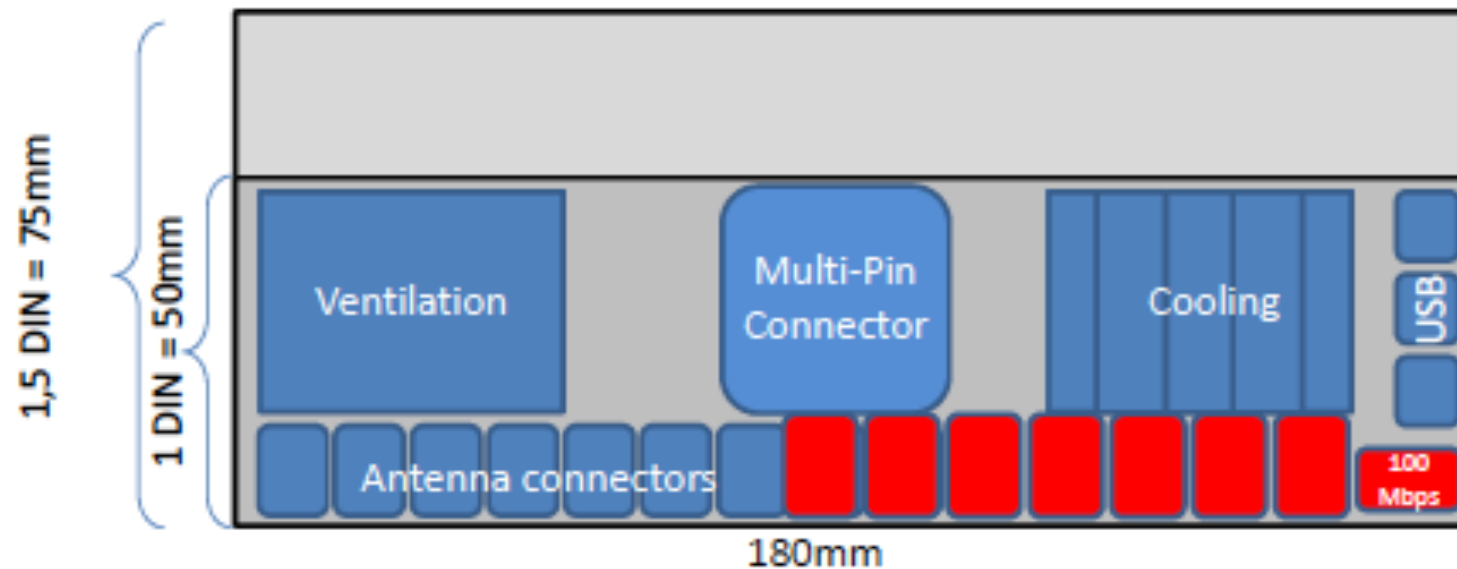 1,5 DIN = 75mm
1 DIN = 50mm
Ventilation
Multi-Pin
Connector
Cooling
USB
Antenna connectors
100
Mbps
180mm